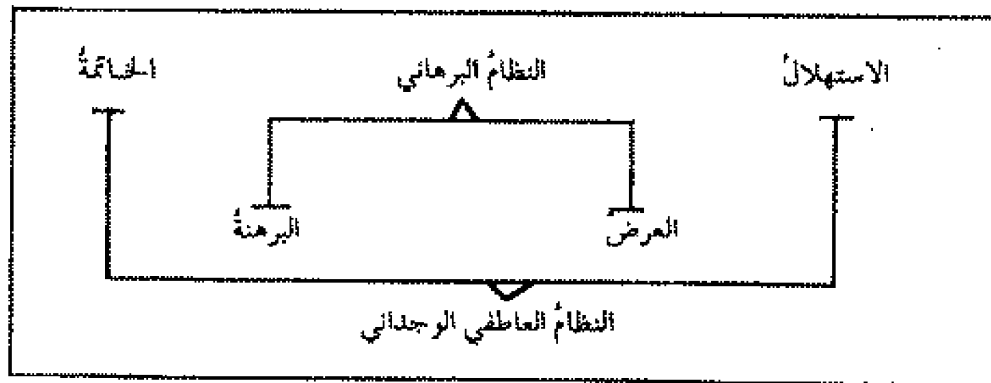 الاستهلالُ
النظامُ البرهاني
الخاتمةُ
العرضُ
البرهنةُ
النظامُ العاطفي الوجداني